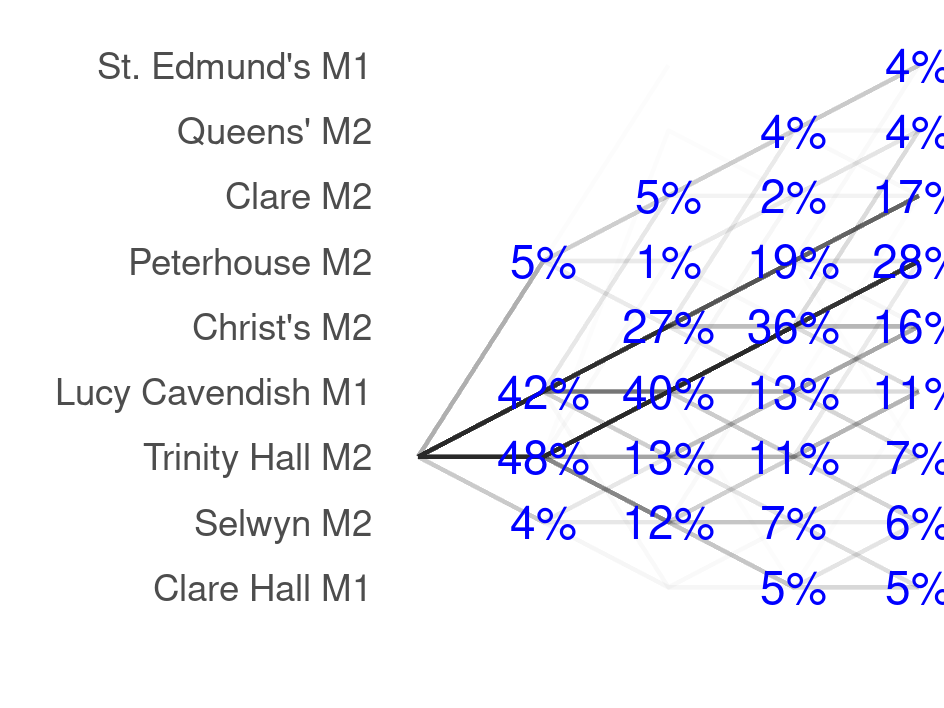 St. Edmund's M1 4%
Queens' M2 4% 4%
Clare M2 5% 2% 17%
Peterhouse M2 5% 1% 19% 28%
Christ's M2 27% 36% 16%
Lucy Cavendish M1 42% 40% 13% 11%
Trinity Hall M2 48% 13% 11% 7%
Selwyn M2 4% 12% 7% 6%
Clare Hall M1 5% 5%